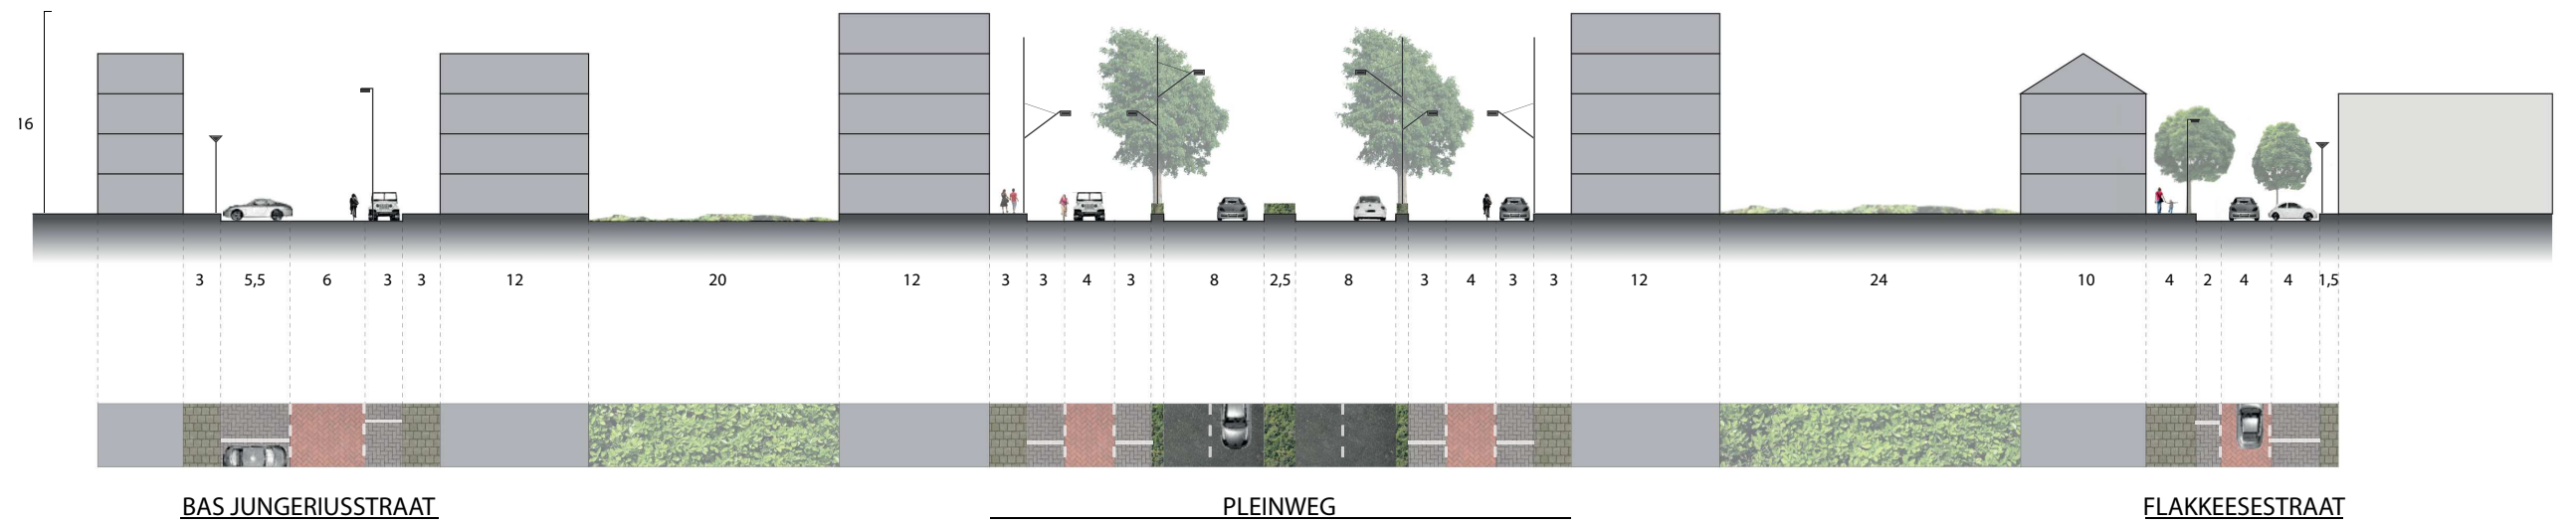 16
3 5,5 6 3 3 12 20 12 3 3 4 3 8 2,5 8 3 4 3 3 12 24 10 4 2 4 4 1,5
BAS JUNGERIUSSTRAAT PLEINWEG FLAKKEESESTRAAT